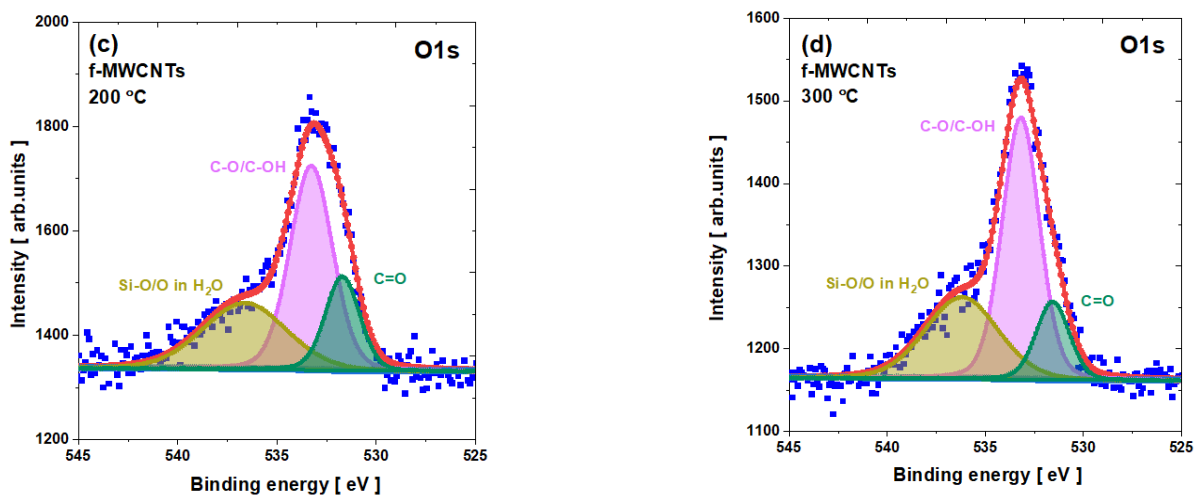 (c)
f-MWCNTs
200 °C
O1s
C-O/C-OH
Si-O/O in H₂O
C=O
Intensity [ arb.units ]
2000
1800
1600
1400
1200
545
540
535
530
525
Binding energy [ eV ]
(d)
f-MWCNTs
300 °C
O1s
C-O/C-OH
Si-O/O in H₂O
C=O
Intensity [ arb.units ]
1600
1500
1400
1300
1200
1100
545
540
535
530
525
Binding energy [ eV ]